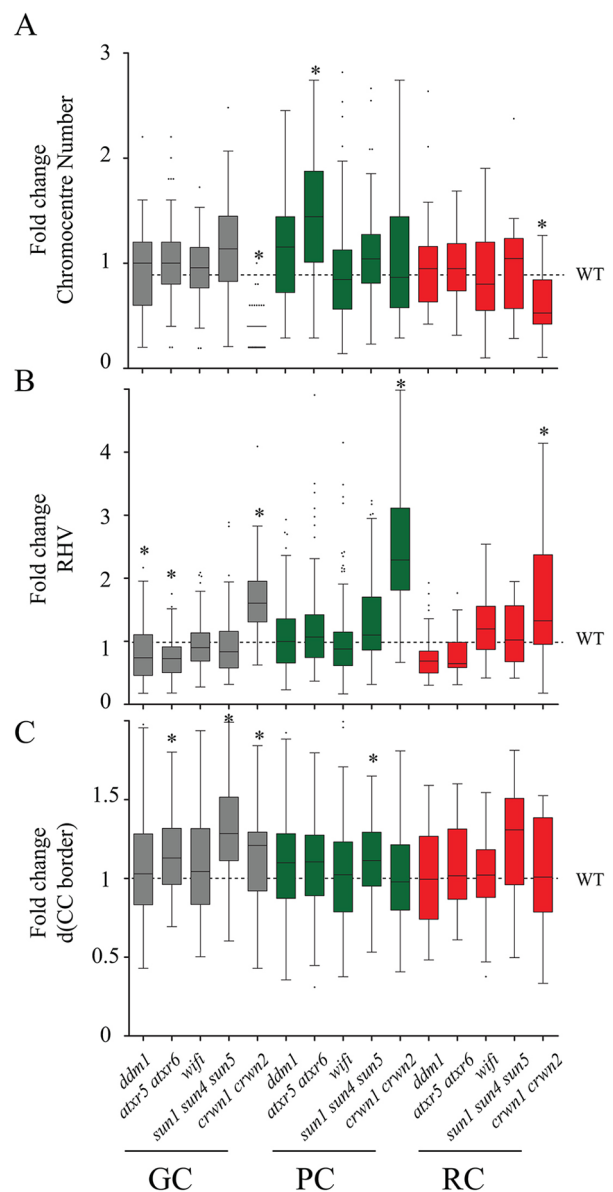 A
Fold change
Chromocentre Number
3
2
1
0
*
*
*
WT
B
Fold change
RHV
4
3
2
1
0
*
*
*
*
*
WT
C
Fold change
d(CC border)
1.5
1
0.5
0
*
*
*
*
WT
ddm1
atxr5 atxr6
wifi
sun1 sun4 sun5
crwn1 crwn2
ddm1
atxr5 atxr6
wifi
sun1 sun4 sun5
crwn1 crwn2
ddm1
atxr5 atxr6
wifi
sun1 sun4 sun5
crwn1 crwn2
GC
PC
RC